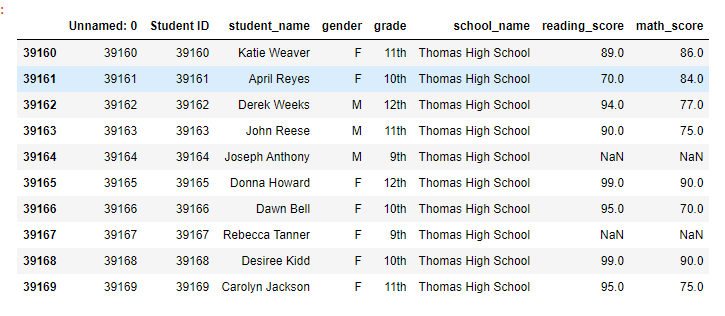 :
Unnamed: 0 Student ID student_name gender grade school_name reading_score math_score
39160 39160 39160 Katie Weaver F 11th Thomas High School 89.0 86.0
39161 39161 39161 April Reyes F 10th Thomas High School 70.0 84.0
39162 39162 39162 Derek Weeks M 12th Thomas High School 94.0 77.0
39163 39163 39163 John Reese M 11th Thomas High School 90.0 75.0
39164 39164 39164 Joseph Anthony M 9th Thomas High School NaN NaN
39165 39165 39165 Donna Howard F 12th Thomas High School 99.0 90.0
39166 39166 39166 Dawn Bell F 10th Thomas High School 95.0 70.0
39167 39167 39167 Rebecca Tanner F 9th Thomas High School NaN NaN
39168 39168 39168 Desiree Kidd F 10th Thomas High School 99.0 90.0
39169 39169 39169 Carolyn Jackson F 11th Thomas High School 95.0 75.0